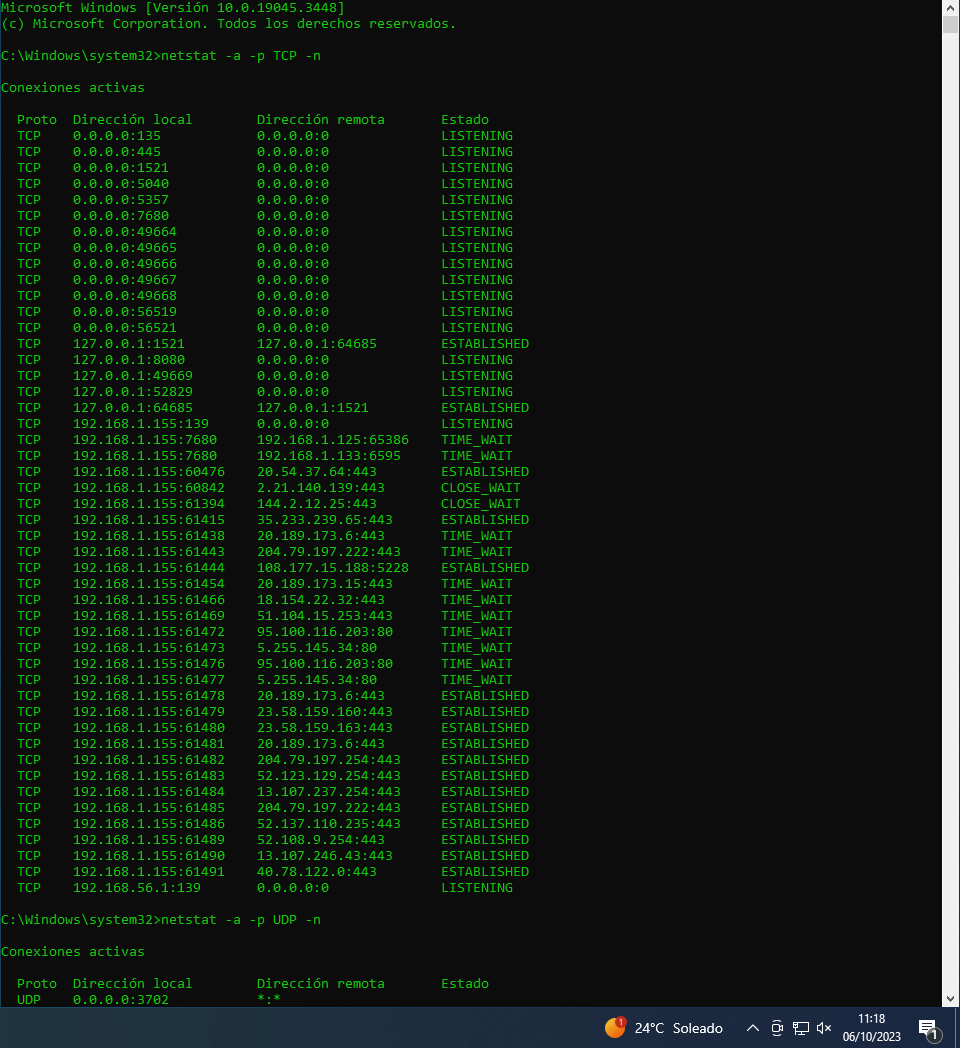 Microsoft Windows [Versión 10.0.19045.3448]
(c) Microsoft Corporation. Todos los derechos reservados.
C:\Windows\system32>netstat -a -p TCP -n
Conexiones activas
Proto  Dirección local        Dirección remota       Estado
TCP    0.0.0.0:135            0.0.0.0:0              LISTENING
TCP    0.0.0.0:445            0.0.0.0:0              LISTENING
TCP    0.0.0.0:1521           0.0.0.0:0              LISTENING
TCP    0.0.0.0:5040           0.0.0.0:0              LISTENING
TCP    0.0.0.0:5357           0.0.0.0:0              LISTENING
TCP    0.0.0.0:7680           0.0.0.0:0              LISTENING
TCP    0.0.0.0:49664          0.0.0.0:0              LISTENING
TCP    0.0.0.0:49665          0.0.0.0:0              LISTENING
TCP    0.0.0.0:49666          0.0.0.0:0              LISTENING
TCP    0.0.0.0:49667          0.0.0.0:0              LISTENING
TCP    0.0.0.0:49668          0.0.0.0:0              LISTENING
TCP    0.0.0.0:56519          0.0.0.0:0              LISTENING
TCP    0.0.0.0:56521          0.0.0.0:0              LISTENING
TCP    127.0.0.1:1521         127.0.0.1:64685        ESTABLISHED
TCP    127.0.0.1:8080         0.0.0.0:0              LISTENING
TCP    127.0.0.1:49669        0.0.0.0:0              LISTENING
TCP    127.0.0.1:52829        0.0.0.0:0              LISTENING
TCP    127.0.0.1:64685        127.0.0.1:1521         ESTABLISHED
TCP    192.168.1.155:139      0.0.0.0:0              LISTENING
TCP    192.168.1.155:7680     192.168.1.125:65386    TIME_WAIT
TCP    192.168.1.155:7680     192.168.1.133:6595     TIME_WAIT
TCP    192.168.1.155:60476    20.54.37.64:443        ESTABLISHED
TCP    192.168.1.155:60842    2.21.140.139:443       CLOSE_WAIT
TCP    192.168.1.155:61394    144.2.12.25:443        CLOSE_WAIT
TCP    192.168.1.155:61415    35.233.239.65:443      ESTABLISHED
TCP    192.168.1.155:61438    20.189.173.6:443       TIME_WAIT
TCP    192.168.1.155:61443    204.79.197.222:443     TIME_WAIT
TCP    192.168.1.155:61444    108.177.15.188:5228    ESTABLISHED
TCP    192.168.1.155:61454    20.189.173.15:443      TIME_WAIT
TCP    192.168.1.155:61466    18.154.22.32:443       TIME_WAIT
TCP    192.168.1.155:61469    51.104.15.253:443      TIME_WAIT
TCP    192.168.1.155:61472    95.100.116.203:80      TIME_WAIT
TCP    192.168.1.155:61473    5.255.145.34:80        TIME_WAIT
TCP    192.168.1.155:61476    95.100.116.203:80      TIME_WAIT
TCP    192.168.1.155:61477    5.255.145.34:80        TIME_WAIT
TCP    192.168.1.155:61478    20.189.173.6:443       ESTABLISHED
TCP    192.168.1.155:61479    23.58.159.160:443      ESTABLISHED
TCP    192.168.1.155:61480    23.58.159.163:443      ESTABLISHED
TCP    192.168.1.155:61481    20.189.173.6:443       ESTABLISHED
TCP    192.168.1.155:61482    204.79.197.254:443     ESTABLISHED
TCP    192.168.1.155:61483    52.123.129.254:443     ESTABLISHED
TCP    192.168.1.155:61484    13.107.237.254:443     ESTABLISHED
TCP    192.168.1.155:61485    204.79.197.222:443     ESTABLISHED
TCP    192.168.1.155:61486    52.137.110.235:443     ESTABLISHED
TCP    192.168.1.155:61489    52.108.9.254:443       ESTABLISHED
TCP    192.168.1.155:61490    13.107.246.43:443      ESTABLISHED
TCP    192.168.1.155:61491    40.78.122.0:443        ESTABLISHED
TCP    192.168.56.1:139       0.0.0.0:0              LISTENING
C:\Windows\system32>netstat -a -p UDP -n
Conexiones activas
Proto  Dirección local        Dirección remota       Estado
UDP    0.0.0.0:3702           *:*
1 24°C Soleado 11:18
06/10/2023 1